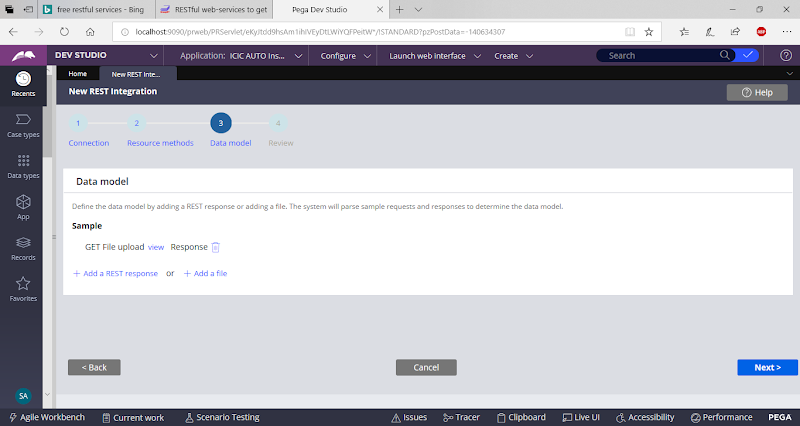 free restful services - Bing
RESTful web-services to get
Pega Dev Studio
localhost:9090/prweb/PRServlet/
DEV STUDIO
Application: ICIC AUTO Ins...
Configure
Launch web interface
Create
Search
Home
New REST Inte...
New REST Integration
Help
Recents
Case types
Data types
App
Records
Favorites
SA
1
2
3
4
Connection
Resource methods
Data model
Review
Data model
Define the data model by adding a REST response or adding a file. The system will parse sample requests and responses to determine the data model.
Sample
GET File upload view Response
+ Add a REST response or + Add a file
< Back
Cancel
Next >
Agile Workbench
Current work
Scenario Testing
Issues
Tracer
Clipboard
Live UI
Accessibility
Performance
PEGA